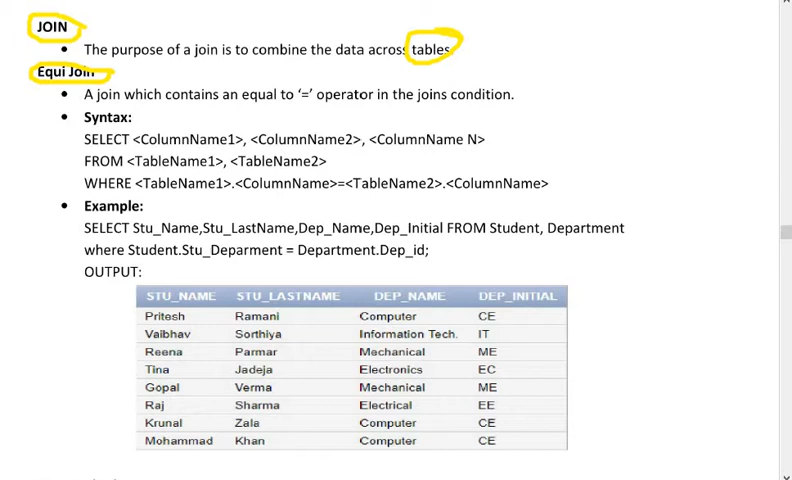 JOIN
• The purpose of a join is to combine the data across tables
Equi Join
• A join which contains an equal to ‘=’ operator in the joins condition.
• Syntax:
SELECT <ColumnName1>, <ColumnName2>, <ColumnName N>
FROM <TableName1>, <TableName2>
WHERE <TableName1>.<ColumnName>=<TableName2>.<ColumnName>
• Example:
SELECT Stu_Name,Stu_LastName,Dep_Name,Dep_Initial FROM Student, Department
where Student.Stu_Deparment = Department.Dep_id;
OUTPUT:
STU_NAME STU_LASTNAME DEP_NAME DEP_INITIAL
Pritesh Ramani Computer CE
Vaibhav Sorthiya Information Tech. IT
Reena Parmar Mechanical ME
Tina Jadeja Electronics EC
Gopal Verma Mechanical ME
Raj Sharma Electrical EE
Krunal Zala Computer CE
Mohammad Khan Computer CE